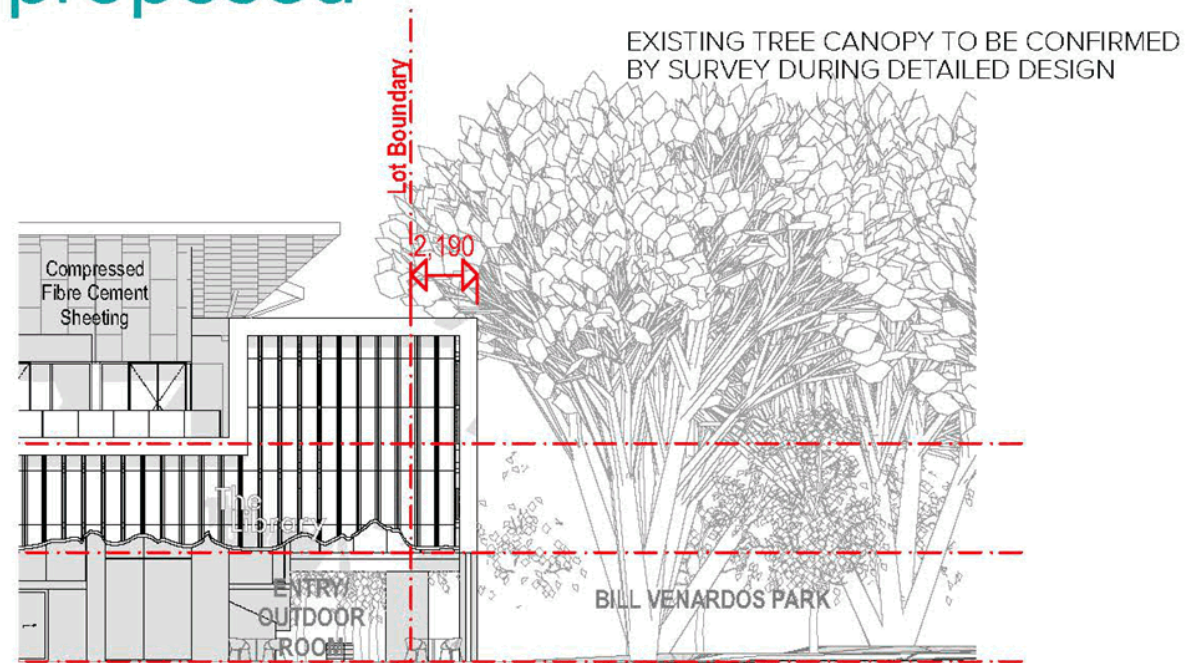 proposed
EXISTING TREE CANOPY TO BE CONFIRMED
BY SURVEY DURING DETAILED DESIGN
Lot Boundary
2,190
Compressed
Fibre Cement
Sheeting
The
Library
ENTRY/
OUTDOOR
ROOM
BILL VENARDOS PARK